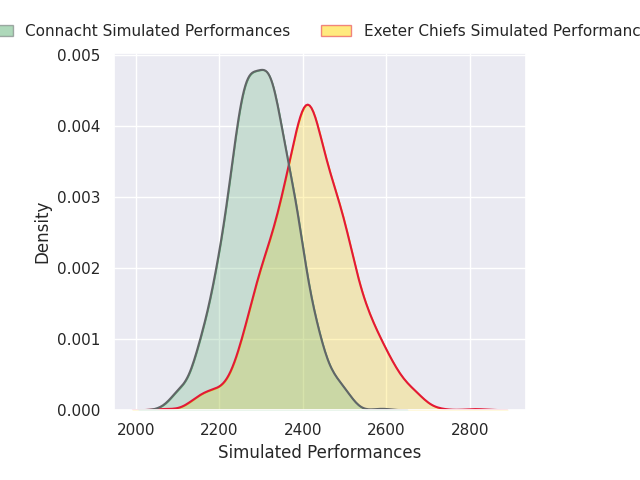 Connacht Simulated Performances
Exeter Chiefs Simulated Performanc
0.005
0.004
0.003
0.002
0.001
0.000
Density
2000 2200 2400 2600 2800
Simulated Performances